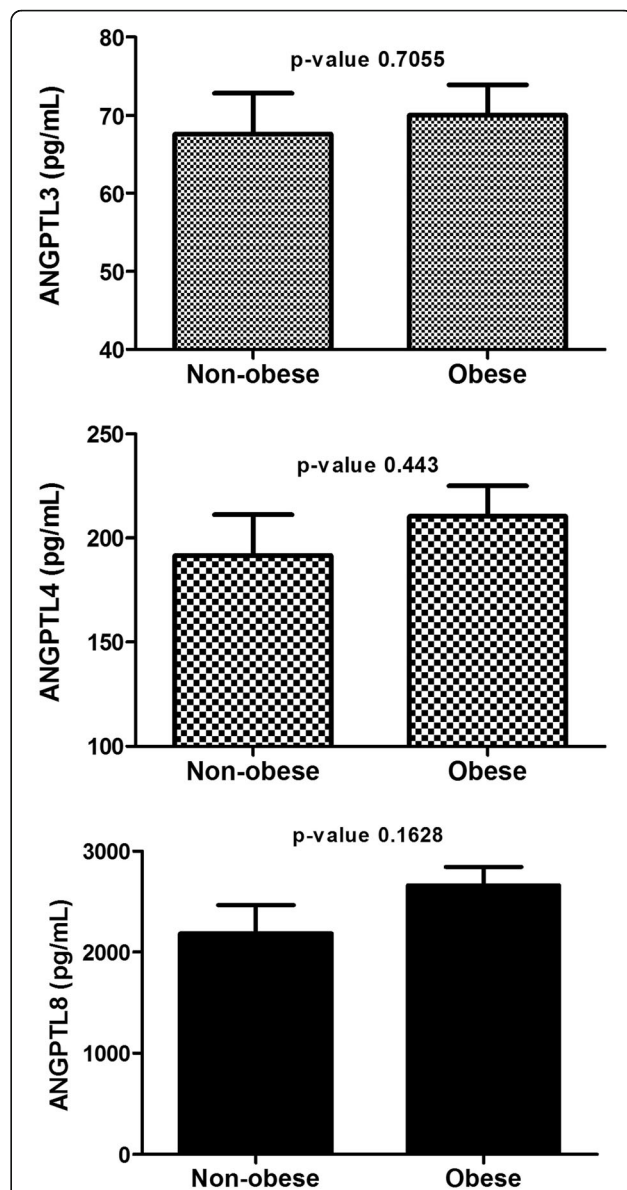 p-value 0.7055
ANGPTL3 (pg/mL)
80
70
60
50
40
Non-obese Obese
p-value 0.443
ANGPTL4 (pg/mL)
250
200
150
100
Non-obese Obese
p-value 0.1628
ANGPTL8 (pg/mL)
3000
2000
1000
0
Non-obese Obese